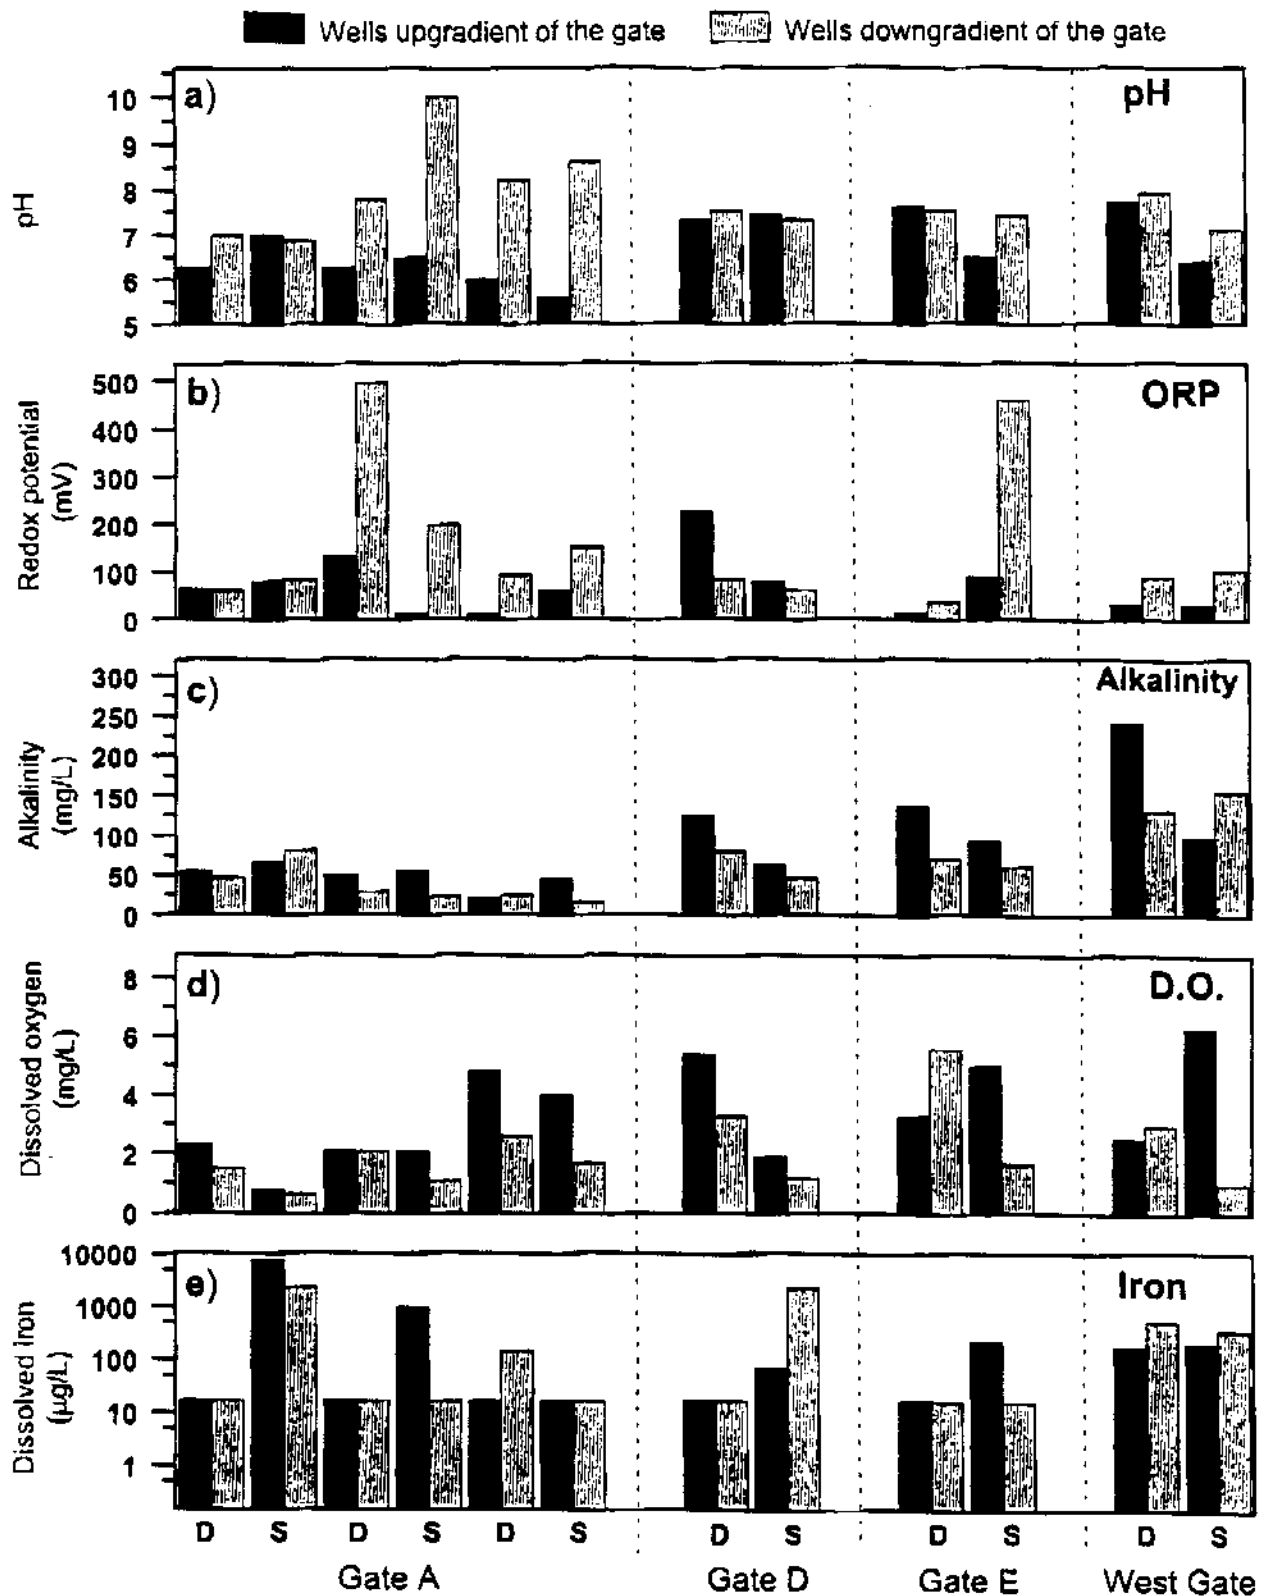 Wells upgradient of the gate Wells downgradient of the gate
a) pH
10
9
8
7
6
5
pH
b) ORP
500
400
300
200
100
0
Redox potential
(mV)
c) Alkalinity
300
250
200
150
100
50
0
Alkalinity
(mg/L)
d) D.O.
8
6
4
2
0
Dissolved oxygen
(mg/L)
e) Iron
10000
1000
100
10
1
Dissolved Iron
(µg/L)
D S D S D S D S D S D S
Gate A Gate D Gate E West Gate